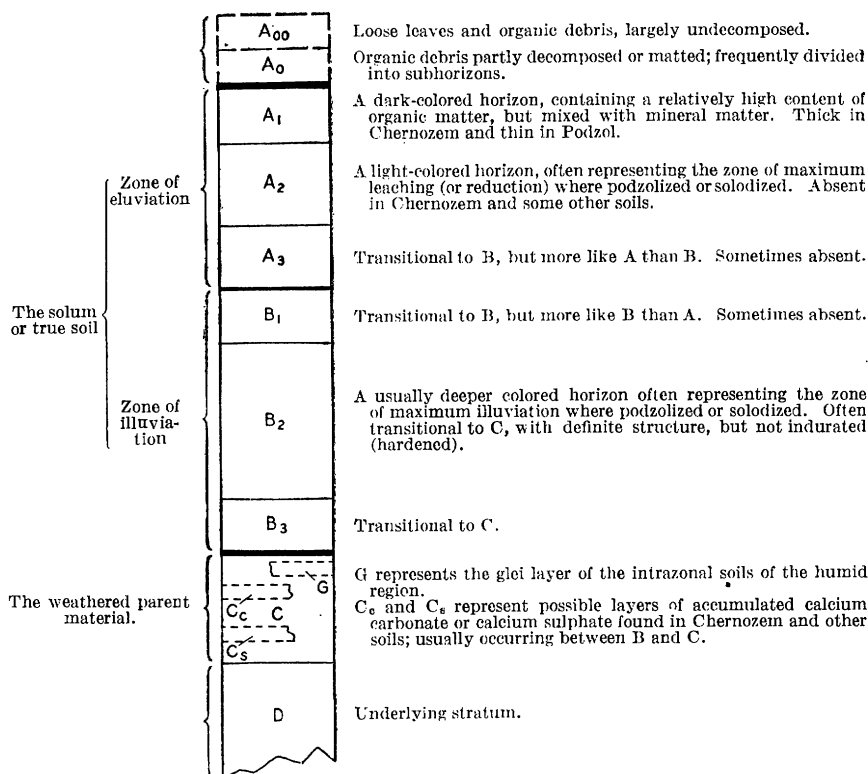 A00
Loose leaves and organic debris, largely undecomposed.
A0
Organic debris partly decomposed or matted; frequently divided
into subhorizons.
A1
A dark-colored horizon, containing a relatively high content of
organic matter, but mixed with mineral matter. Thick in
Chernozem and thin in Podzol.
Zone of
eluviation
A2
A light-colored horizon, often representing the zone of maximum
leaching (or reduction) where podzolized or solodized. Absent
in Chernozem and some other soils.
A3
Transitional to B, but more like A than B. Sometimes absent.
The solum
or true soil
B1
Transitional to B, but more like B than A. Sometimes absent.
Zone of
illuvia-
tion
B2
A usually deeper colored horizon often representing the zone
of maximum illuviation where podzolized or solodized. Often
transitional to C, with definite structure, but not indurated
(hardened).
B3
Transitional to C.
The weathered parent
material.
G
Cc
C
Cs
G represents the glei layer of the intrazonal soils of the humid
region.
Cc and Cs represent possible layers of accumulated calcium
carbonate or calcium sulphate found in Chernozem and other
soils; usually occurring between B and C.
D
Underlying stratum.